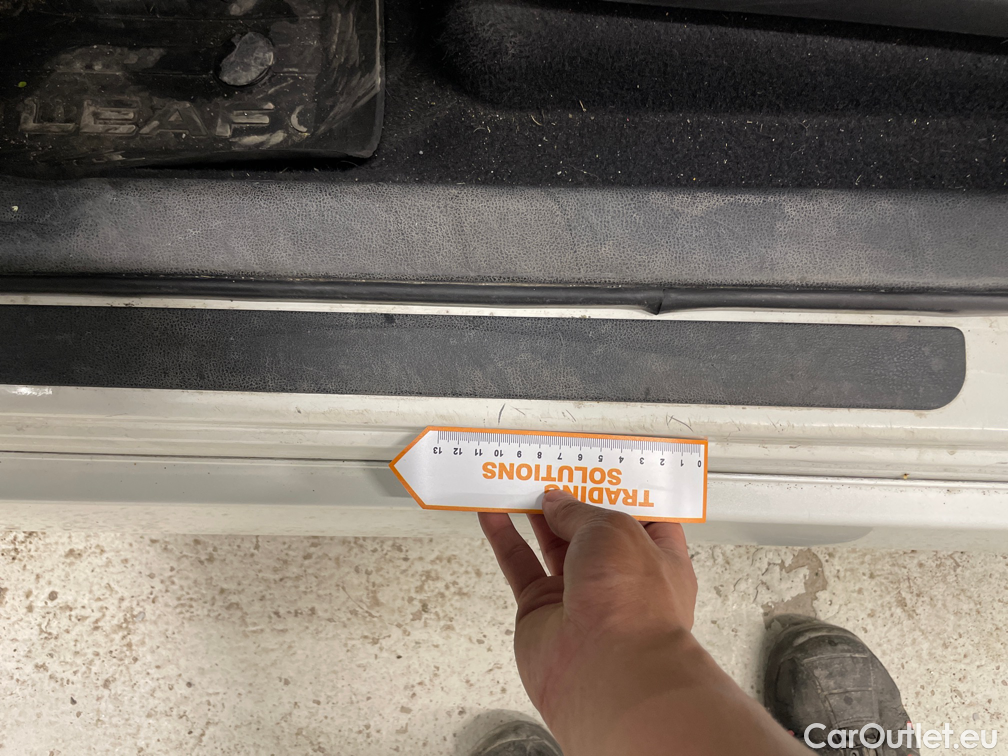 LEAF
0 1 2 3 4 5 6 7 8 9 10 11 12 13
TRADING
SOLUTIONS
CarOutlet.eu